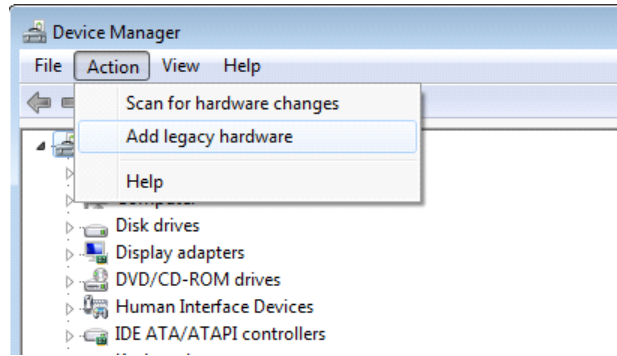 Device Manager
File Action View Help
Scan for hardware changes
Add legacy hardware
Help
Disk drives
Display adapters
DVD/CD-ROM drives
Human Interface Devices
IDE ATA/ATAPI controllers